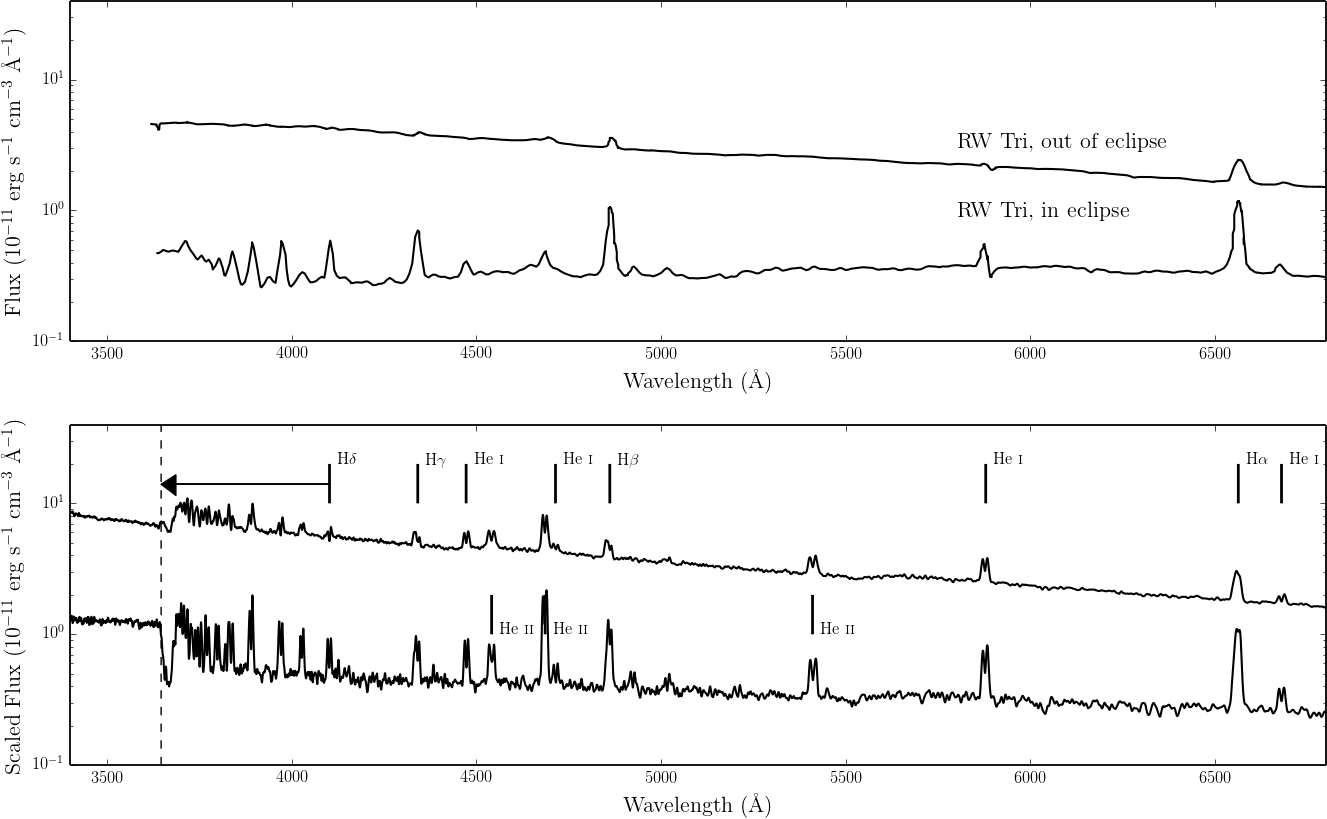 Flux (10⁻¹¹ erg s⁻¹ cm⁻³ Å⁻¹)
10¹
10⁰
10⁻¹
RW Tri, out of eclipse
RW Tri, in eclipse
3500 4000 4500 5000 5500 6000 6500
Wavelength (Å)
Scaled Flux (10⁻¹¹ erg s⁻¹ cm⁻³ Å⁻¹)
10¹
10⁰
10⁻¹
Hδ Hγ He I He I Hβ He I Hα He I
He II He II He II
3500 4000 4500 5000 5500 6000 6500
Wavelength (Å)